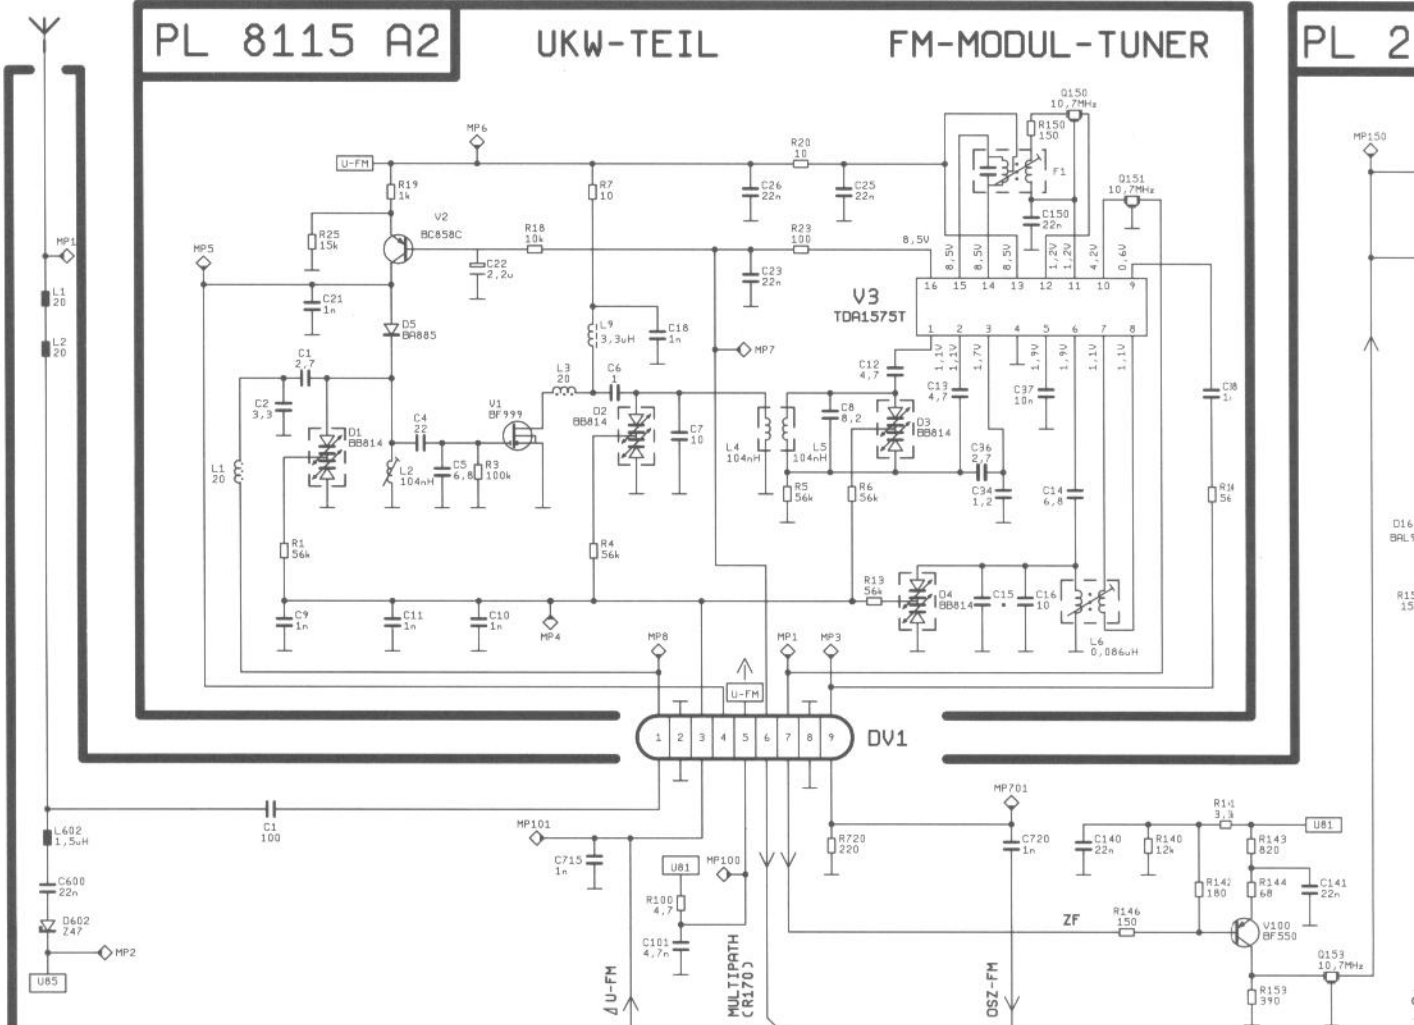 PL 8115 A2
UKW-TEIL
FM-MODUL-TUNER
PL 2
Q150
10,7MHz
R150
150
F1
Q151
10,7MHz
MP150
MP6
U-FM
R19
1k
R7
10
R20
10
C26
22n
C25
22n
C150
22n
V2
BC858C
R25
15k
R18
10k
R23
100
MP5
MP1
C22
2,2u
C23
22n
8,5V
8,5V
8,5V
8,5V
1,2V
1,2V
4,2V
0,6V
16 15 14 13 12 11 10 9
V3
TDA1575T
1 2 3 4 5 6 7 8
1,1V
1,1V
1,7V
1,9V
1,9V
1,1V
1,1V
L1
20
L2
20
C21
1n
D5
BA885
L9
3,3uH
C18
1n
MP7
C1
2,7
C2
3,3
L3
20
C6
1
C12
4,7
C13
4,7
C37
10n
V1
BF999
C4
22
D1
BB814
D2
BB814
C7
10
C8
8,2
D3
BB814
L1
20
L2
104nH
C5
6,8
R3
100k
L4
104nH
L5
104nH
C36
2,7
R5
56k
R6
56k
C34
1,2
C14
6,8
D16
R1
56k
R4
56k
R13
56k
D4
BB814
C15
C16
10
L6
0,086uH
C9
1n
C11
1n
C10
1n
MP4
MP8
MP1
MP3
U-FM
1 2 3 4 5 6 7 8 9
DV1
C1
100
L602
1,5uH
C600
22n
D602
Z47
MP2
U85
MP101
C715
1n
U81
MP100
R100
4,7
C101
4,7n
R720
220
MP701
C720
1n
C140
22n
R140
12k
R143
820
U81
R142
180
R144
68
C141
22n
ZF
R146
150
V100
BF550
Q153
10,7MHz
R153
390
Δ U-FM
MULTIPATH
(R170)
OSZ-FM